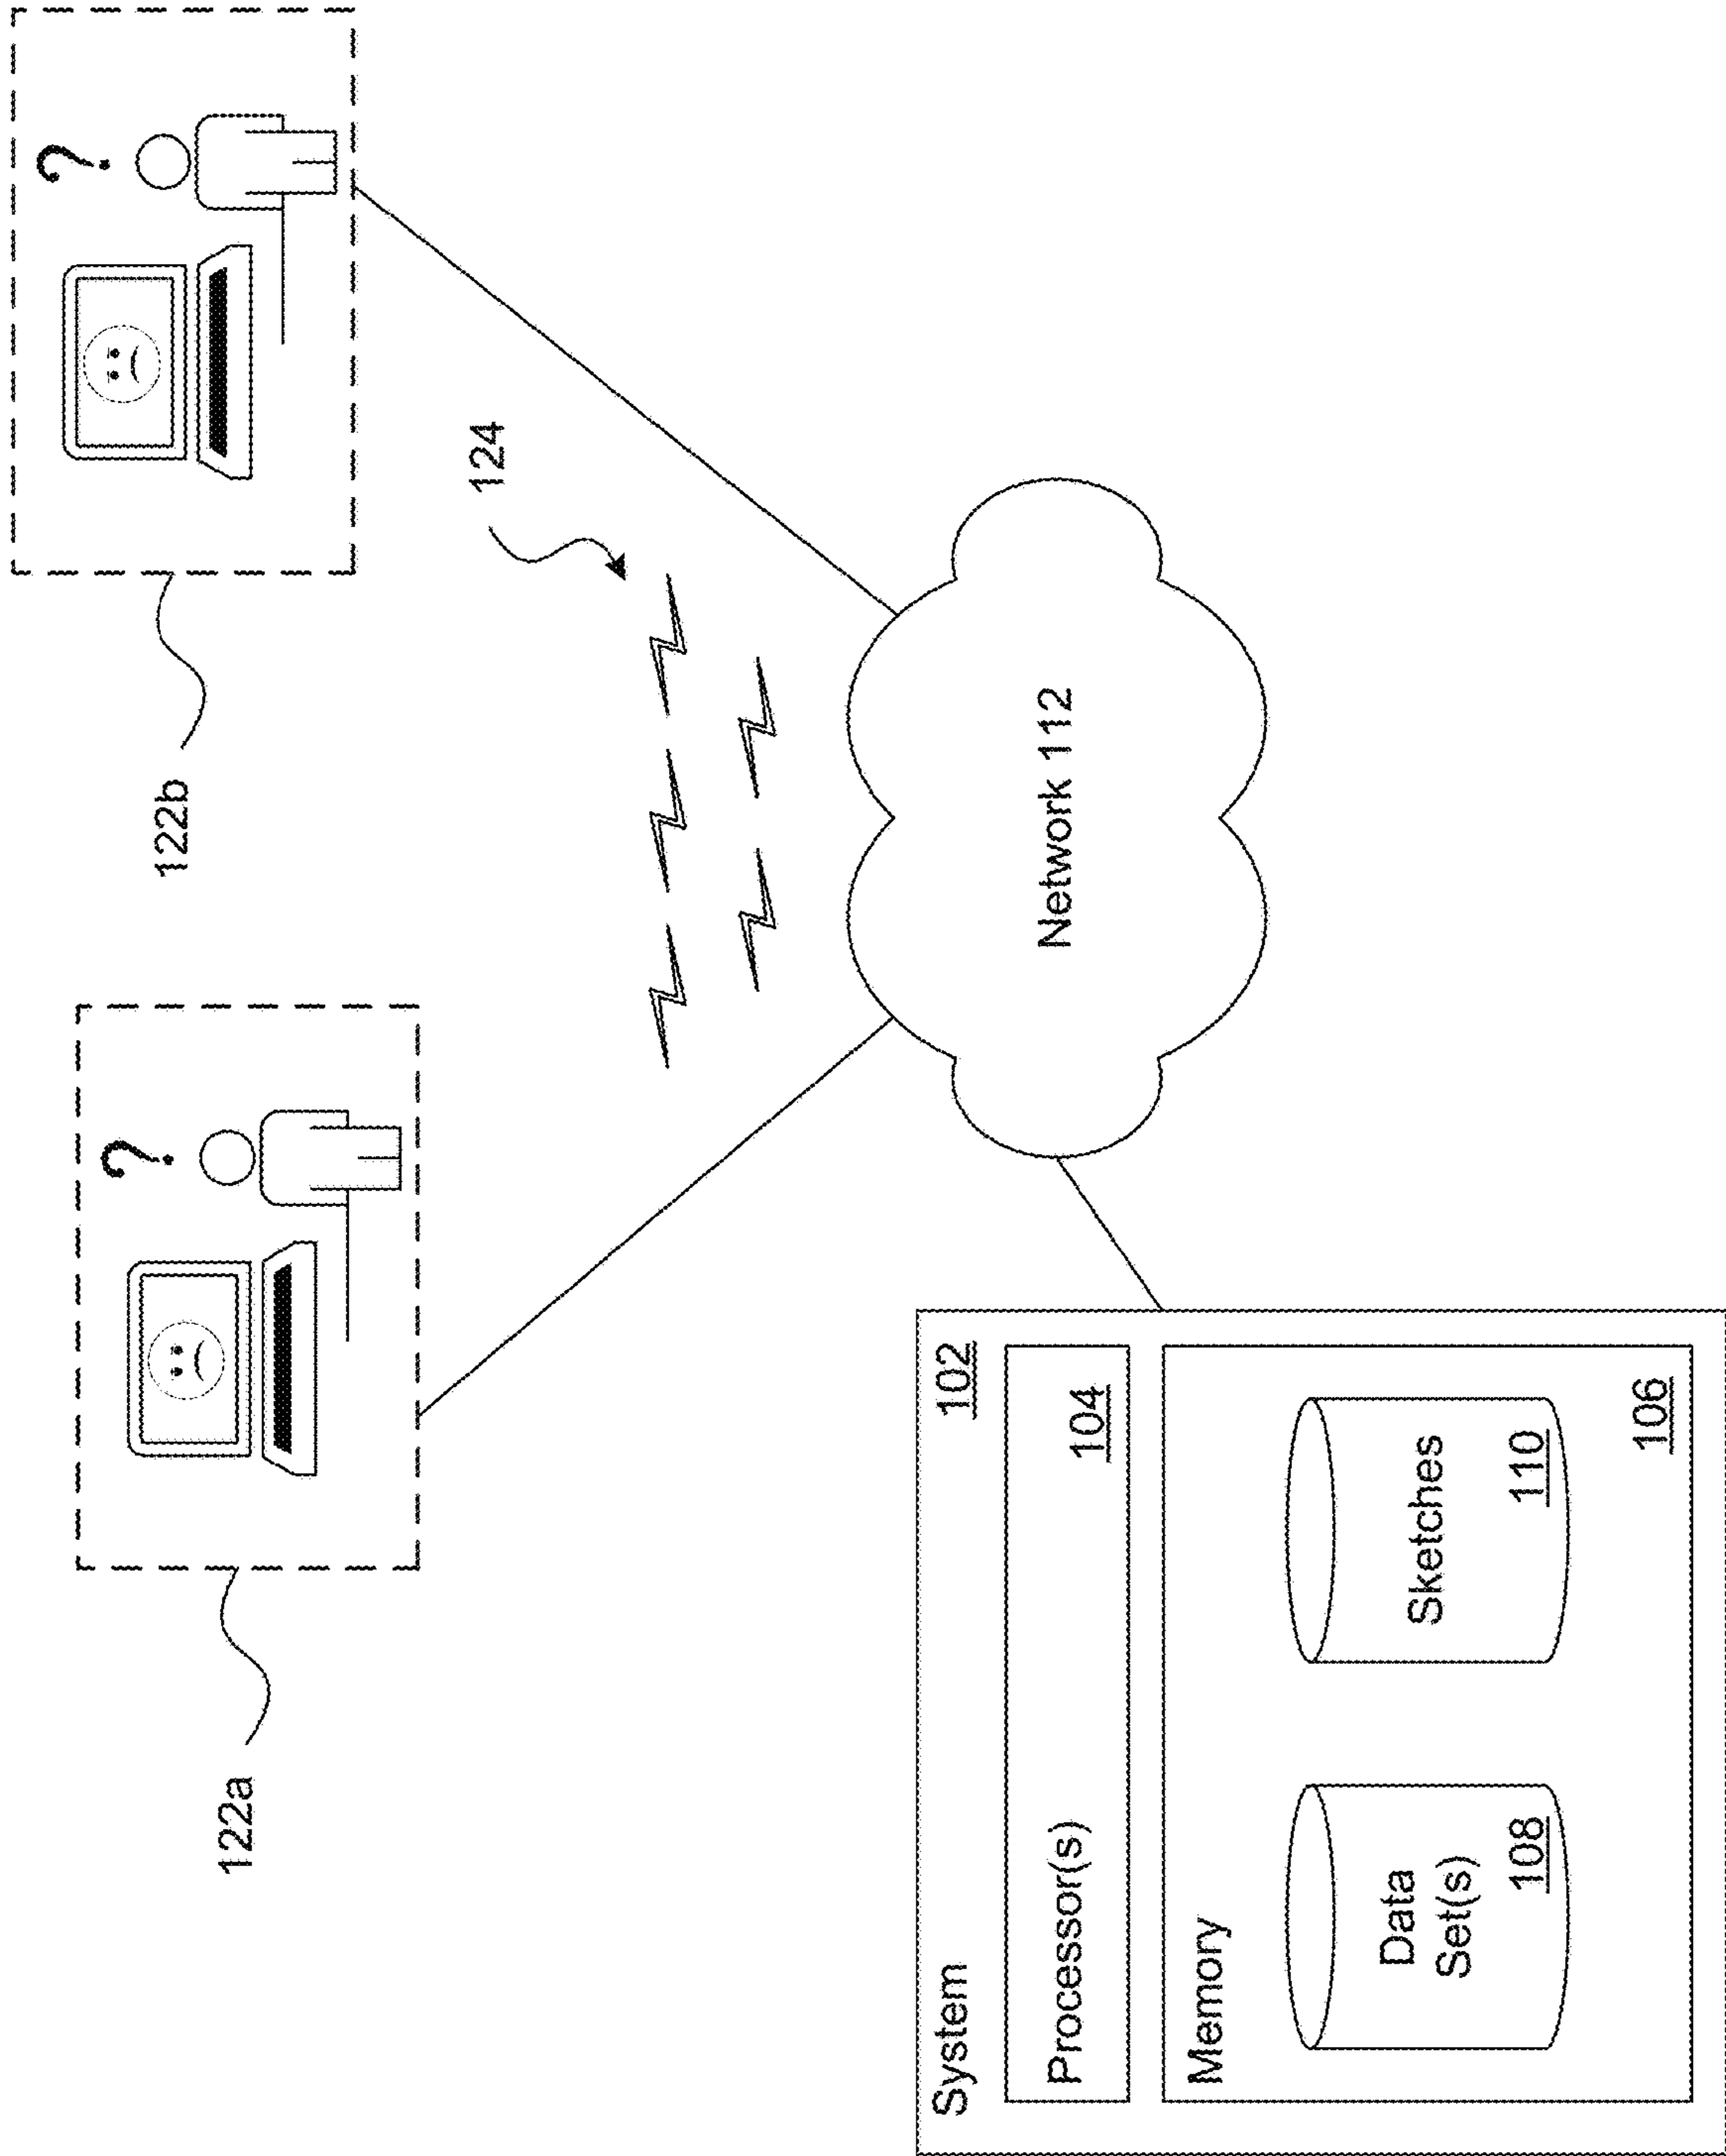 System
102
Processor(s)
104
Memory
Data
Set(s)
108
Sketches
110
106
122a
?
122b
?
124
Network 112